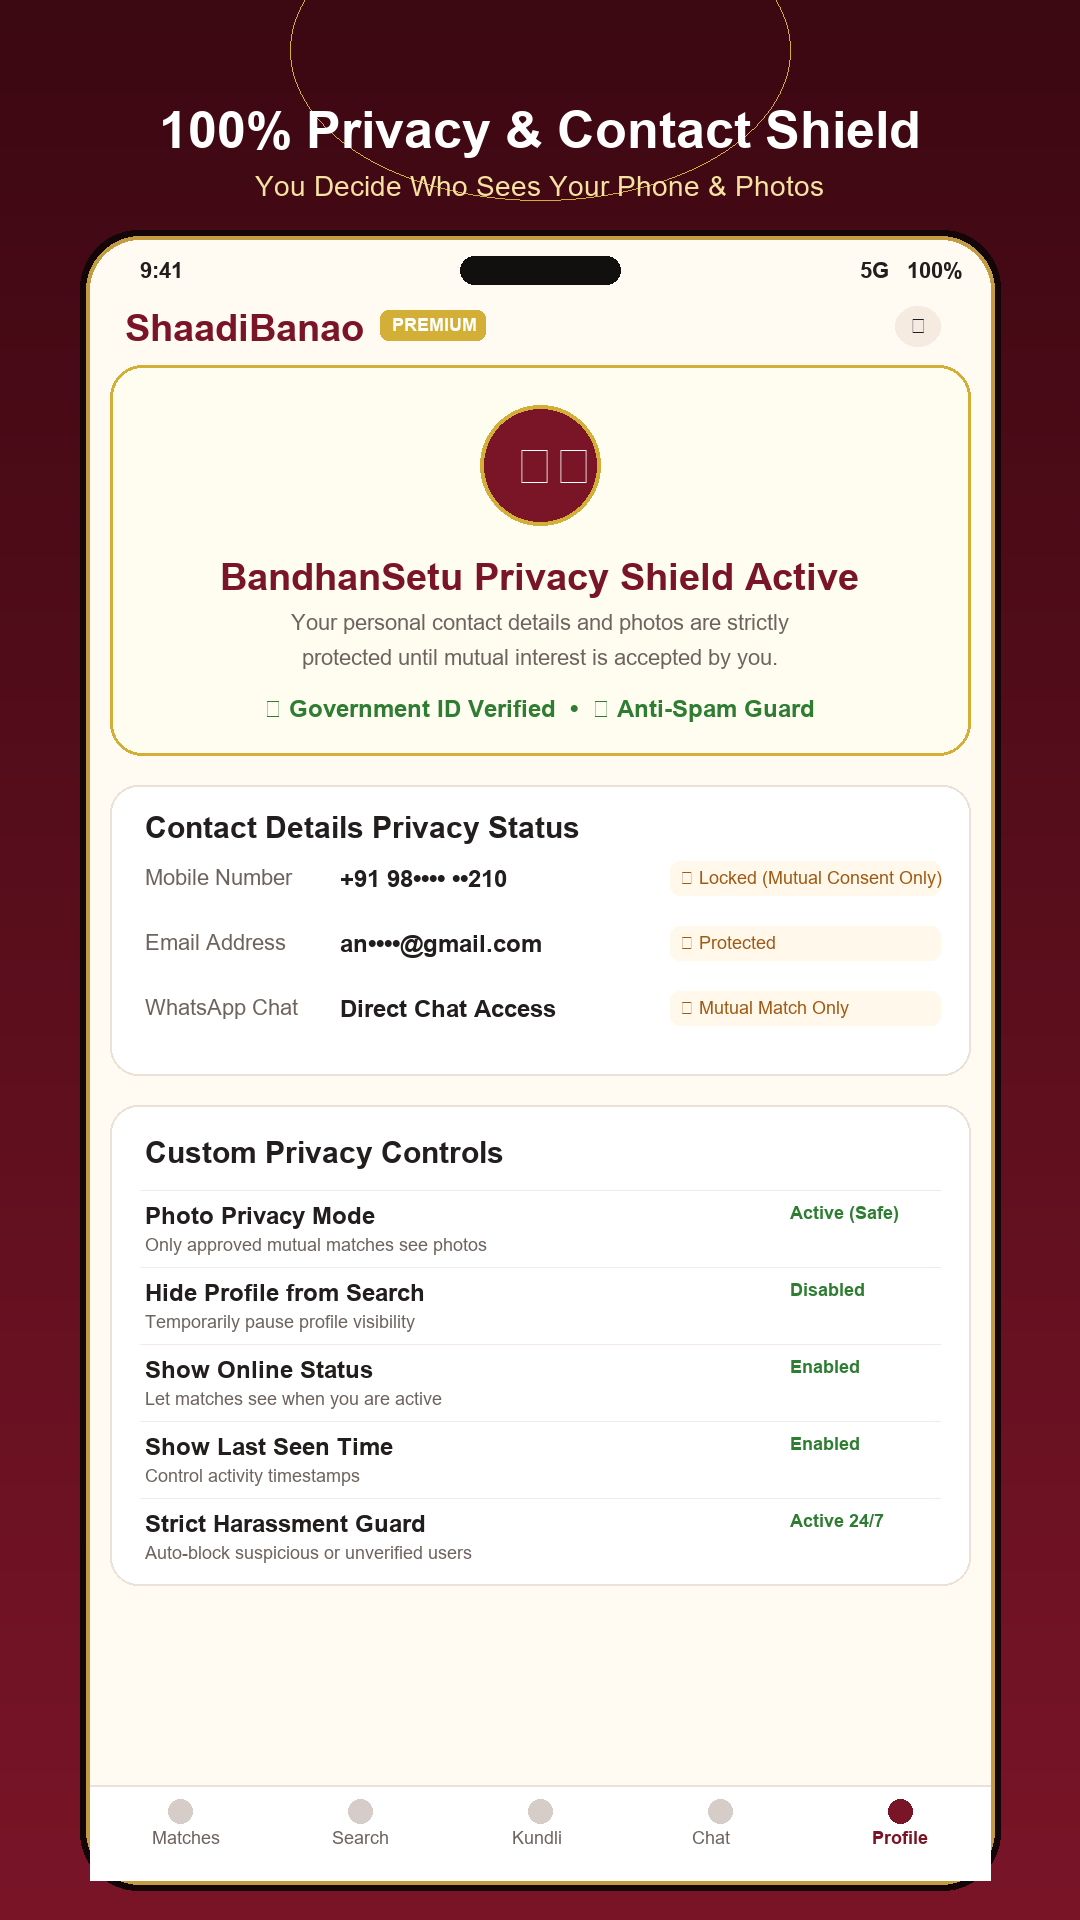 100% Privacy & Contact Shield
You Decide Who Sees Your Phone & Photos
9:41 5G 100%
ShaadiBanao PREMIUM
BandhanSetu Privacy Shield Active
Your personal contact details and photos are strictly
protected until mutual interest is accepted by you.
Government ID Verified • Anti-Spam Guard
Contact Details Privacy Status
Mobile Number +91 98•••• ••210 Locked (Mutual Consent Only)
Email Address an••••@gmail.com Protected
WhatsApp Chat Direct Chat Access Mutual Match Only
Custom Privacy Controls
Photo Privacy Mode Active (Safe)
Only approved mutual matches see photos
Hide Profile from Search Disabled
Temporarily pause profile visibility
Show Online Status Enabled
Let matches see when you are active
Show Last Seen Time Enabled
Control activity timestamps
Strict Harassment Guard Active 24/7
Auto-block suspicious or unverified users
Matches Search Kundli Chat Profile